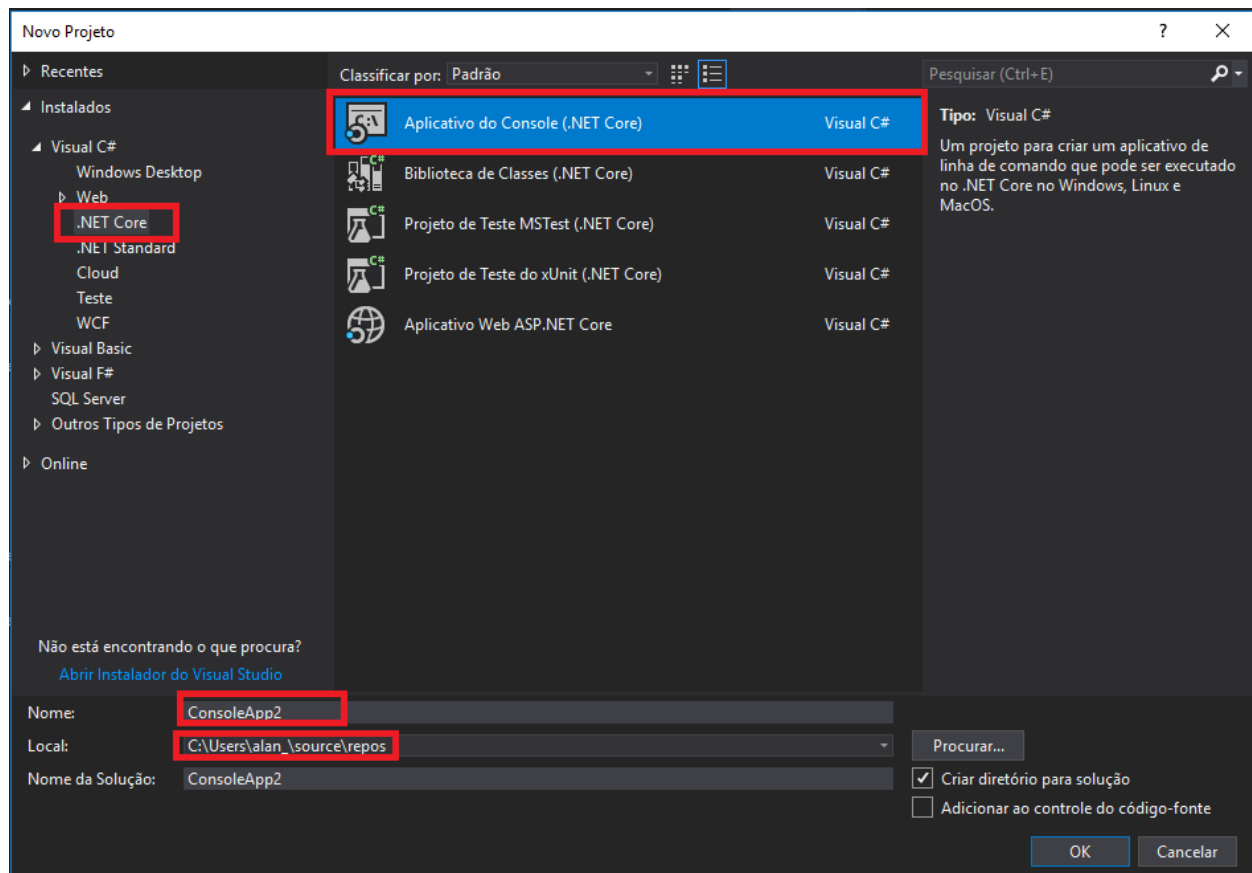 Novo Projeto
?
Recentes
Classificar por: Padrão
Pesquisar (Ctrl+E)
Instalados
Visual C#
Windows Desktop
Web
.NET Core
.NET Standard
Cloud
Teste
WCF
Visual Basic
Visual F#
SQL Server
Outros Tipos de Projetos
Online
Não está encontrando o que procura?
Abrir Instalador do Visual Studio
C:\
Aplicativo do Console (.NET Core) Visual C#
C#
Biblioteca de Classes (.NET Core) Visual C#
C#
Projeto de Teste MSTest (.NET Core) Visual C#
C#
Projeto de Teste do xUnit (.NET Core) Visual C#
Aplicativo Web ASP.NET Core Visual C#
Tipo: Visual C#
Um projeto para criar um aplicativo de
linha de comando que pode ser executado
no .NET Core no Windows, Linux e
MacOS.
Nome: ConsoleApp2
Local: C:\Users\alan_\source\repos
Procurar...
Nome da Solução: ConsoleApp2
Criar diretório para solução
Adicionar ao controle do código-fonte
OK
Cancelar